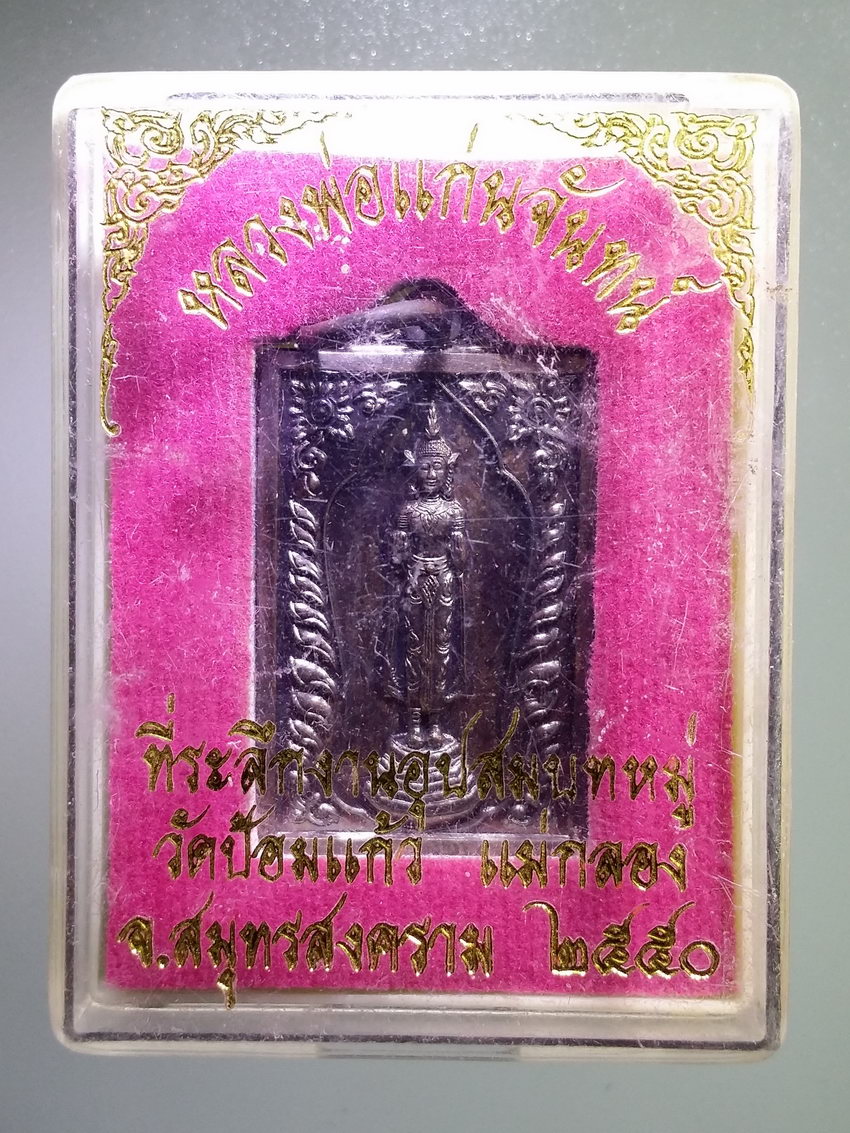 หลวงพ่อแก่นจันทน์
ที่ระลึกงานอุปสมบทหมู่
วัดป้อมแก้ว แม่กลอง
จ.สมุทรสงคราม ๒๕๕๐